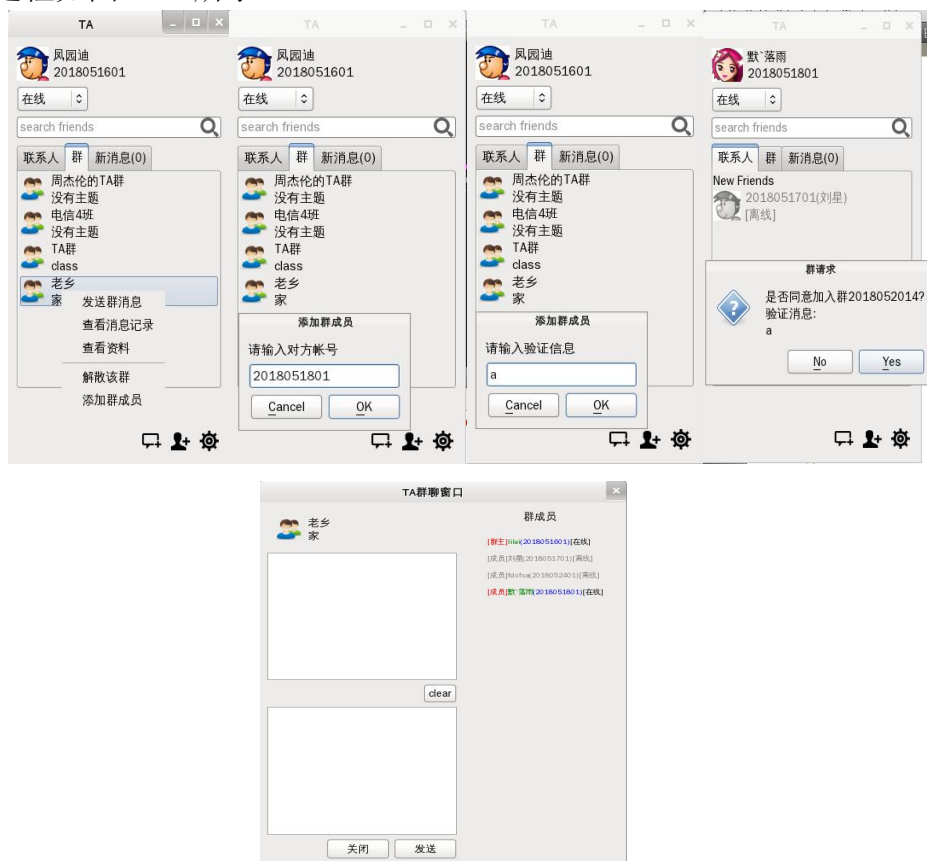 TA
凤园迪
2018051601
在线
search friends
联系人 群 新消息(0)
周杰伦的TA群
没有主题
电信4班
没有主题
TA群
class
老乡
家
发送群消息
查看消息记录
查看资料
解散该群
添加群成员
TA
凤园迪
2018051601
在线
search friends
联系人 群 新消息(0)
周杰伦的TA群
没有主题
电信4班
没有主题
TA群
class
老乡
家
添加群成员
请输入对方帐号
2018051801
Cancel OK
TA
凤园迪
2018051601
在线
search friends
联系人 群 新消息(0)
周杰伦的TA群
没有主题
电信4班
没有主题
TA群
class
老乡
家
添加群成员
请输入验证信息
a
Cancel OK
TA
默`落雨
2018051801
在线
search friends
联系人 群 新消息(0)
New Friends
2018051701(刘星)
[离线]
群请求
是否同意加入群2018052014?
验证消息:
a
No Yes
TA群聊窗口
老乡
家
群成员
[群主]lilei(2018051601)[在线]
[成员]刘星(2018051701)[离线]
[成员]fdsfsa(2018052401)[离线]
[成员]默`落雨(2018051801)[在线]
clear
关闭 发送